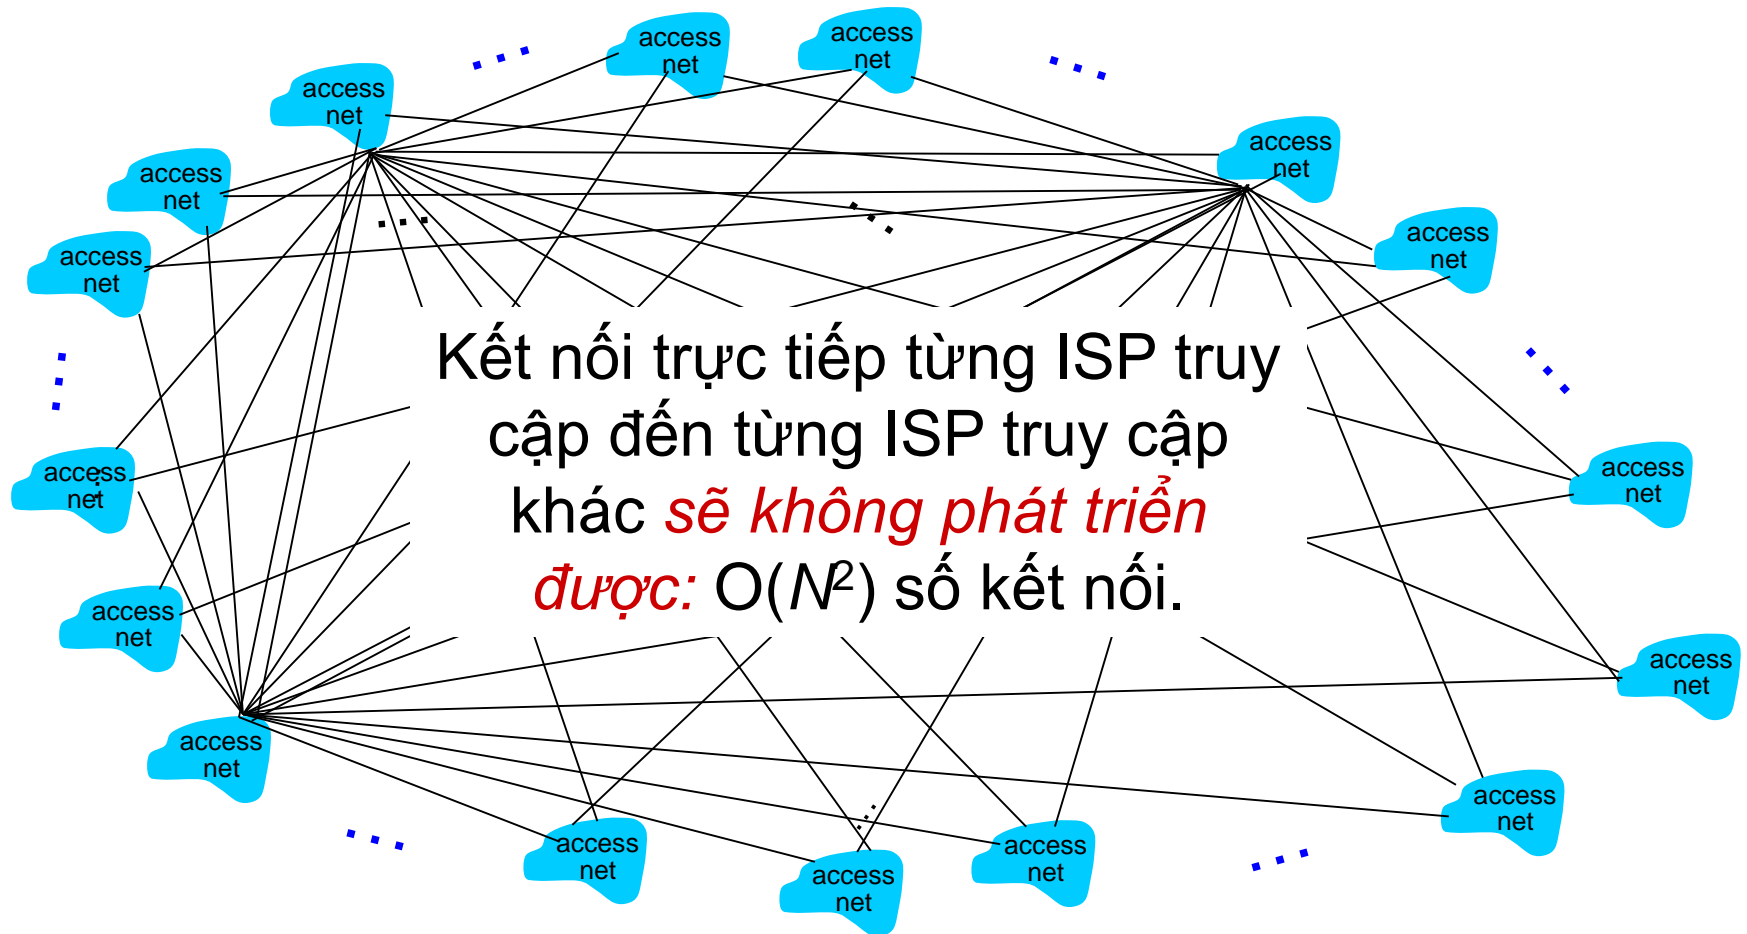 access
net
access
net
access
net
access
net
access
net
access
net
access
net
access
net
Kết nối trực tiếp từng ISP truy
cập đến từng ISP truy cập
khác sẽ không phát triển
được: O(N²) số kết nối.
access
net
access
net
access
net
access
net
access
net
access
net
access
net
access
net
access
net